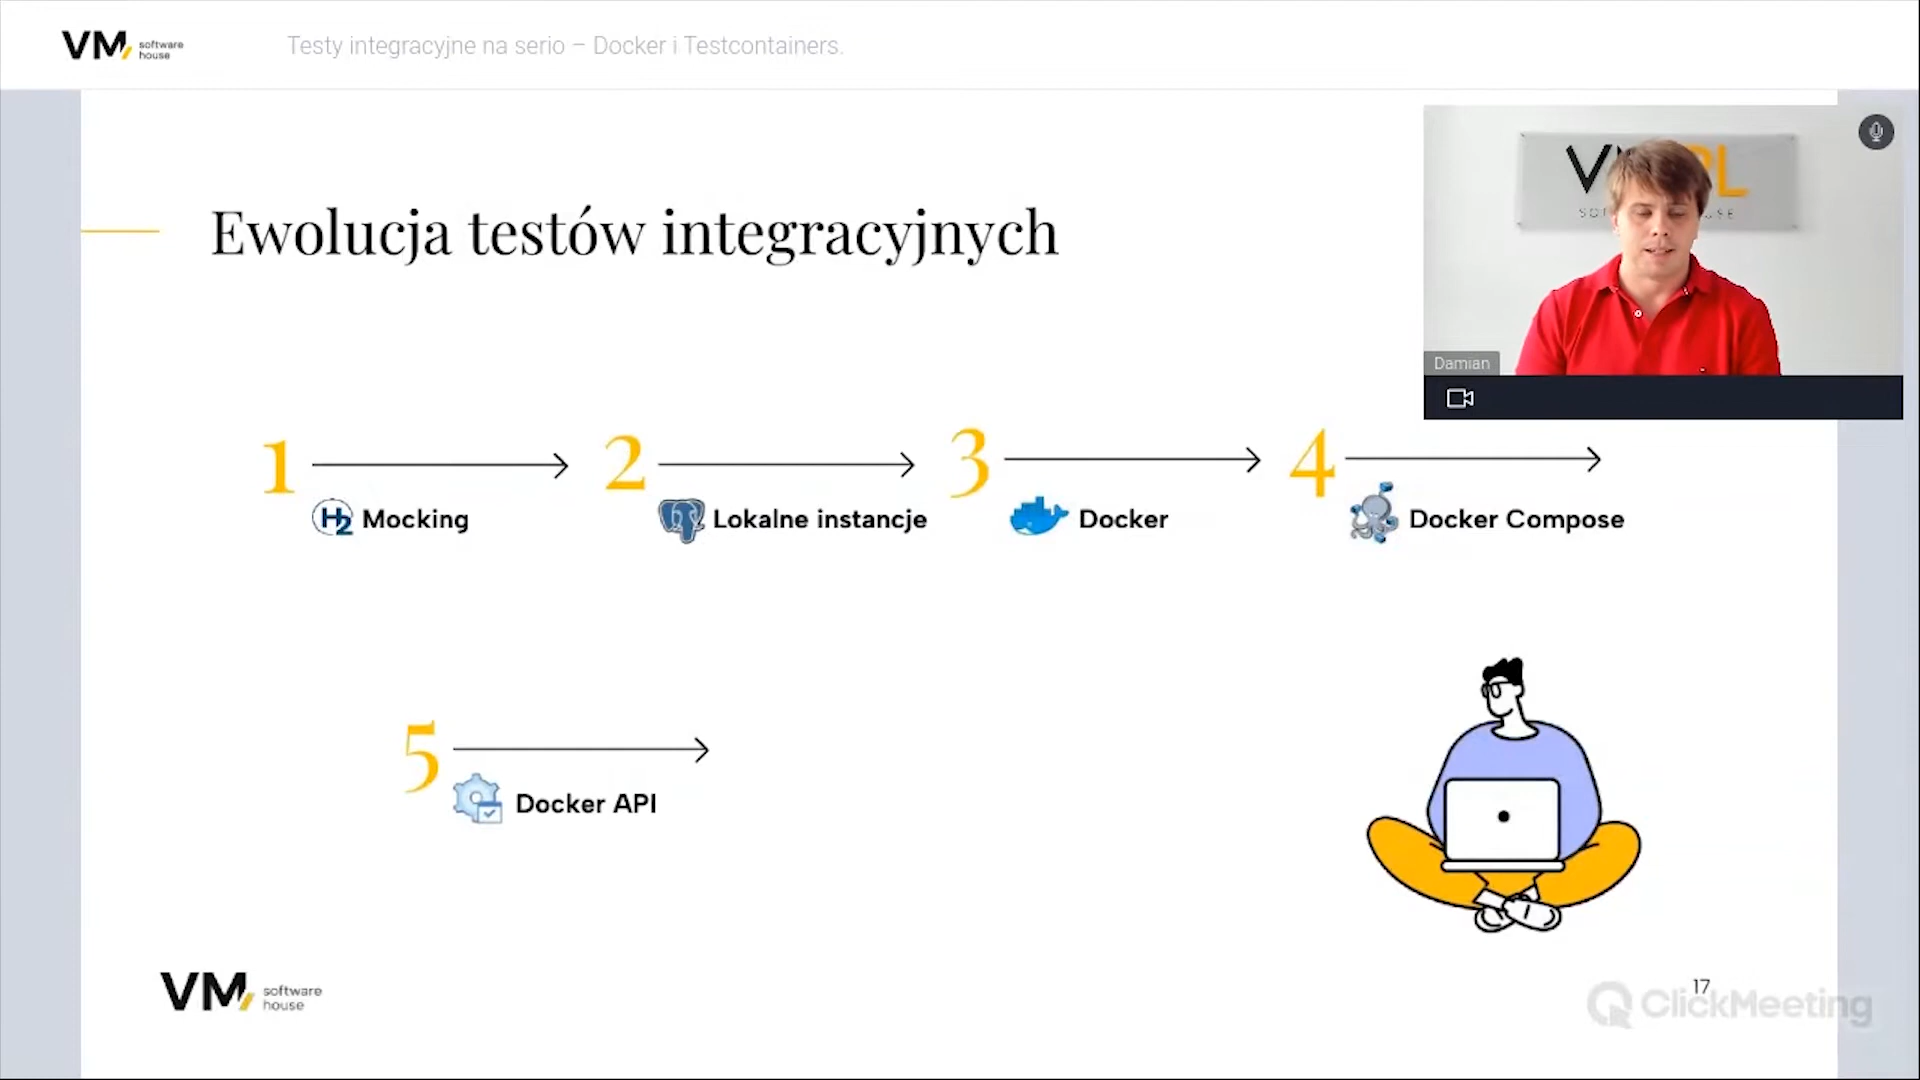 VM software house
Testy integracyjne na serio – Docker i Testcontainers.
Ewolucja testów integracyjnych
Damian
1
2
3
4
H2 Mocking
Lokalne instancje
Docker
Docker Compose
5
Docker API
VM software house
17
ClickMeeting